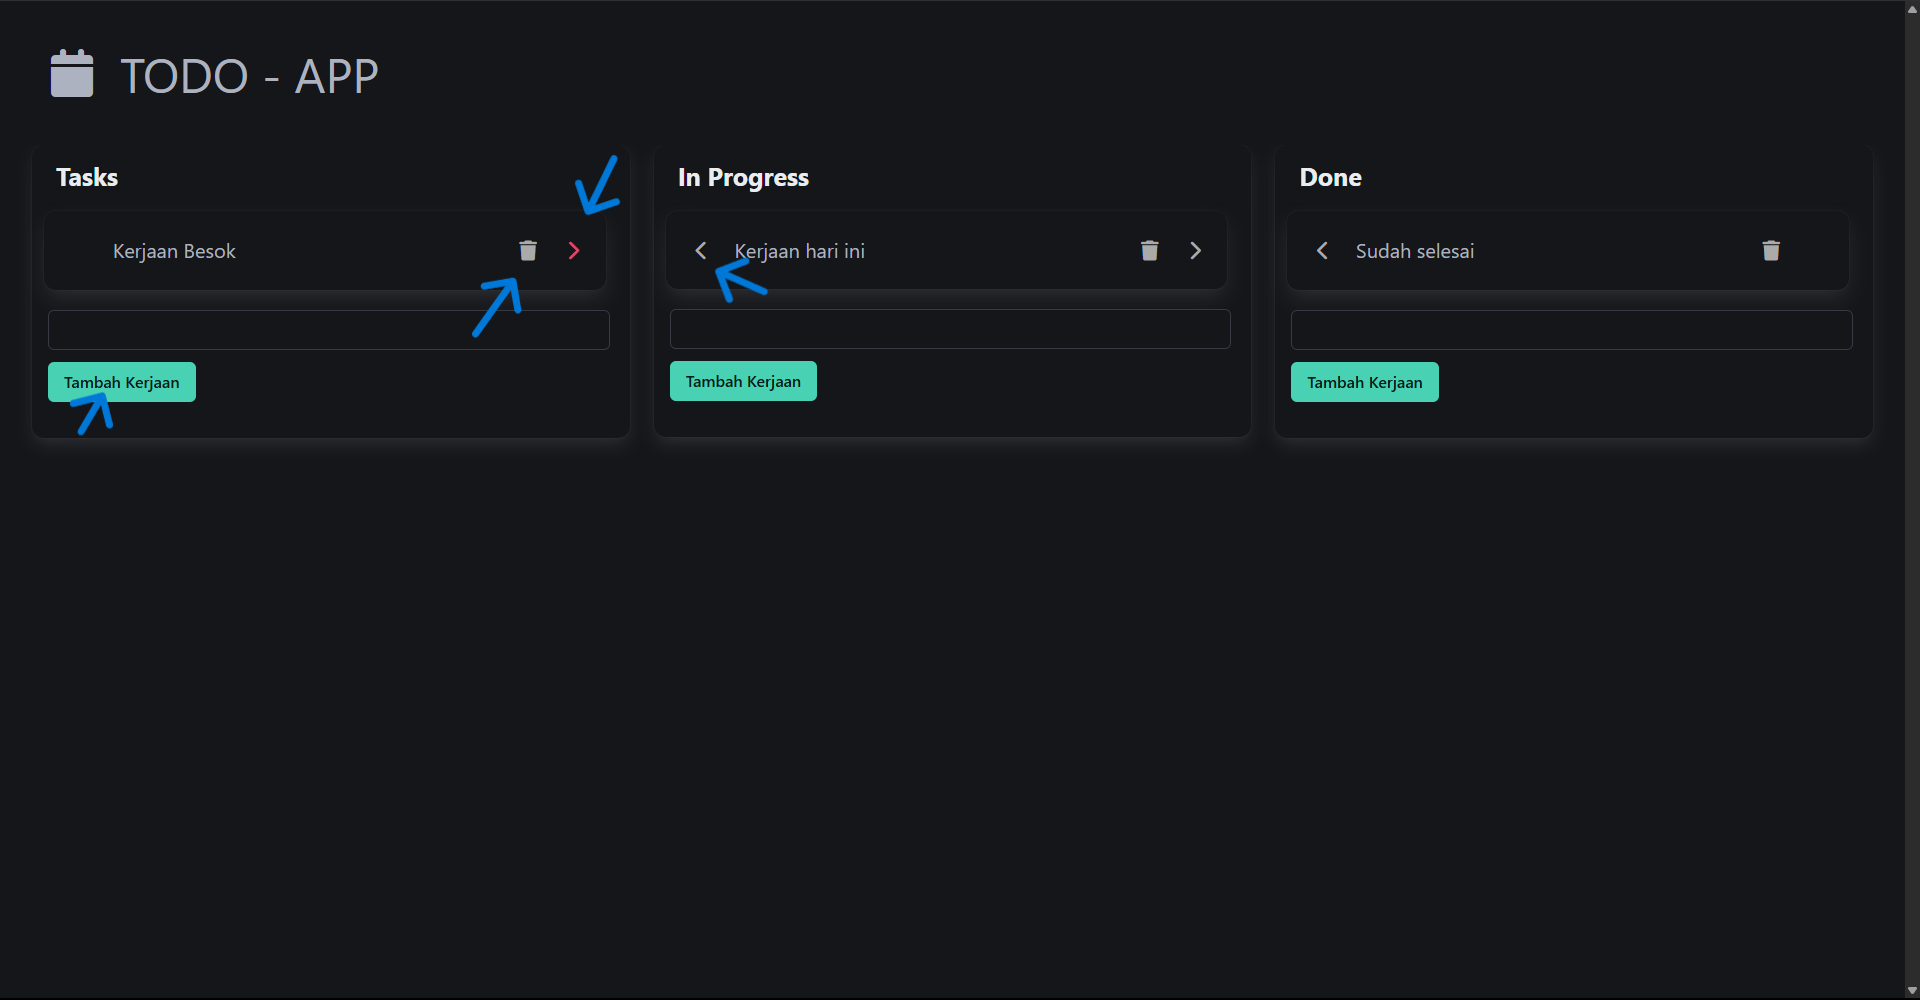 TODO - APP
Tasks
Kerjaan Besok
Tambah Kerjaan
In Progress
Kerjaan hari ini
Tambah Kerjaan
Done
Sudah selesai
Tambah Kerjaan